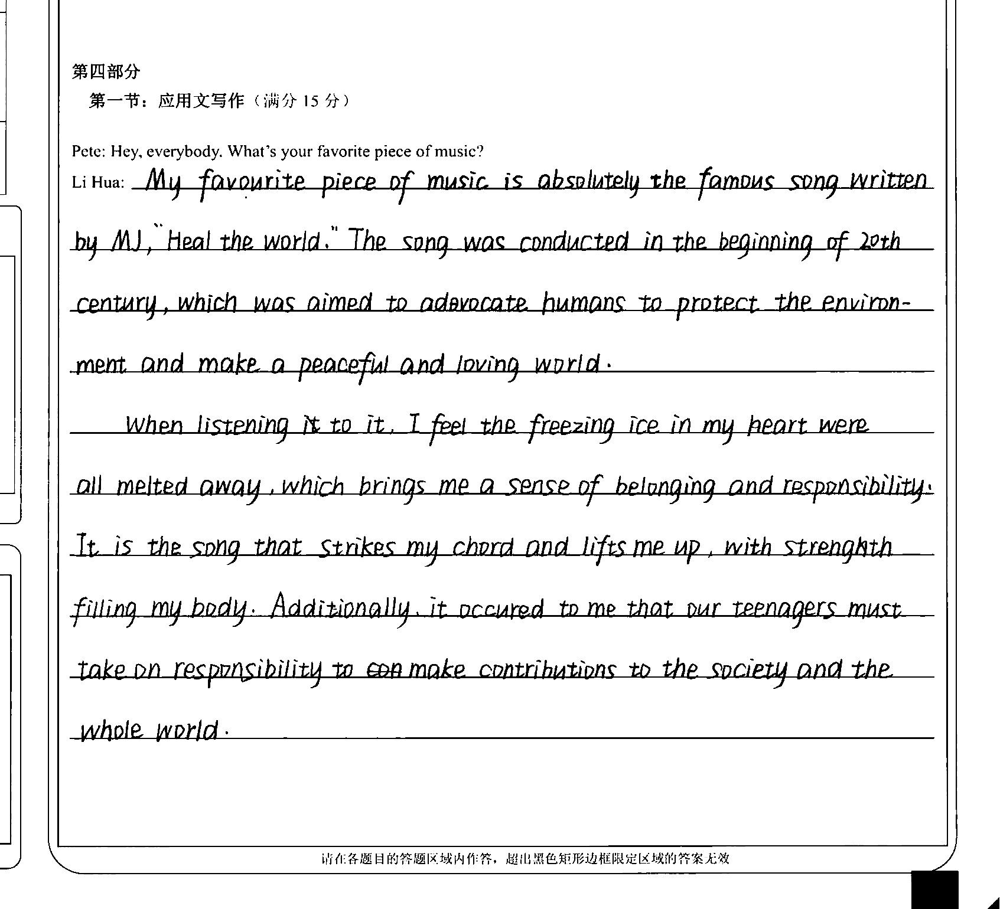 第四部分
第一节：应用文写作（满分 15 分）
Pete: Hey, everybody. What's your favorite piece of music?
Li Hua: My favourite piece of music is absolutely the famous song written
by MJ, "Heal the world." The song was conducted in the beginning of 20th
century, which was aimed to advocate humans to protect the environ-
ment and make a peaceful and loving world.
When listening to it, I feel the freezing ice in my heart were
all melted away, which brings me a sense of belonging and responsibility.
It is the song that strikes my chord and lifts me up, with strength
filling my body. Additionally, it occured to me that our teenagers must
take on responsibility to make contributions to the society and the
whole world.
请在各题目的答题区域内作答，超出黑色矩形边框限定区域的答案无效